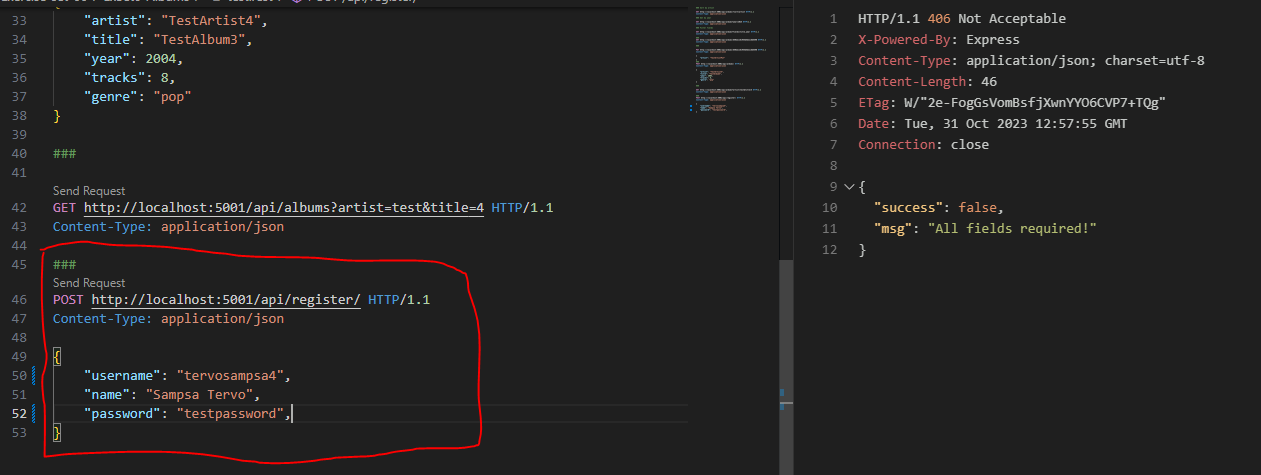 33 "artist": "TestArtist4",
34 "title": "TestAlbum3",
35 "year": 2004,
36 "tracks": 8,
37 "genre": "pop"
38 }
39
40 ###
41
Send Request
42 GET http://localhost:5001/api/albums?artist=test&title=4 HTTP/1.1
43 Content-Type: application/json
44
45 ###
Send Request
46 POST http://localhost:5001/api/register/ HTTP/1.1
47 Content-Type: application/json
48
49 {
50 "username": "tervosampsa4",
51 "name": "Sampsa Tervo",
52 "password": "testpassword",
53 }
1 HTTP/1.1 406 Not Acceptable
2 X-Powered-By: Express
3 Content-Type: application/json; charset=utf-8
4 Content-Length: 46
5 ETag: W/"2e-FogGsVomBsfjXwnYYO6CVP7+TQg"
6 Date: Tue, 31 Oct 2023 12:57:55 GMT
7 Connection: close
8
9 {
10 "success": false,
11 "msg": "All fields required!"
12 }